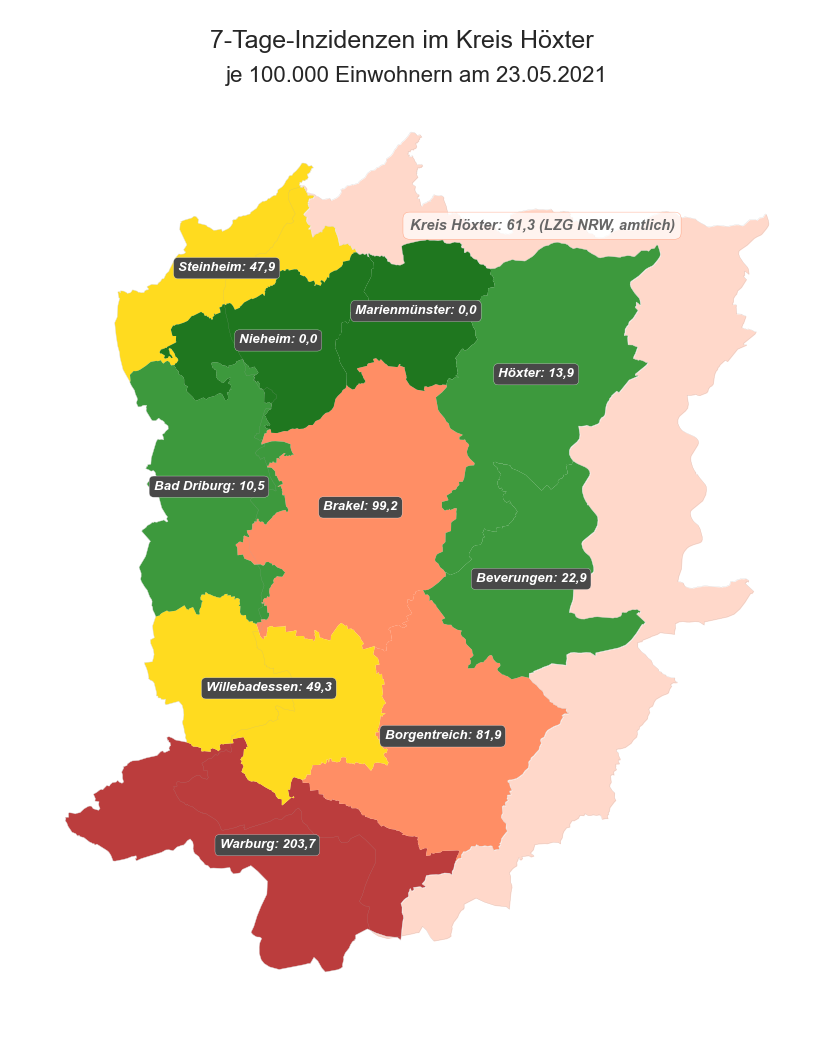 7-Tage-Inzidenzen im Kreis Höxter
je 100.000 Einwohnern am 23.05.2021
Kreis Höxter: 61,3 (LZG NRW, amtlich)
Steinheim: 47,9
Marienmünster: 0,0
Nieheim: 0,0
Höxter: 13,9
Bad Driburg: 10,5
Brakel: 99,2
Beverungen: 22,9
Willebadessen: 49,3
Borgentreich: 81,9
Warburg: 203,7